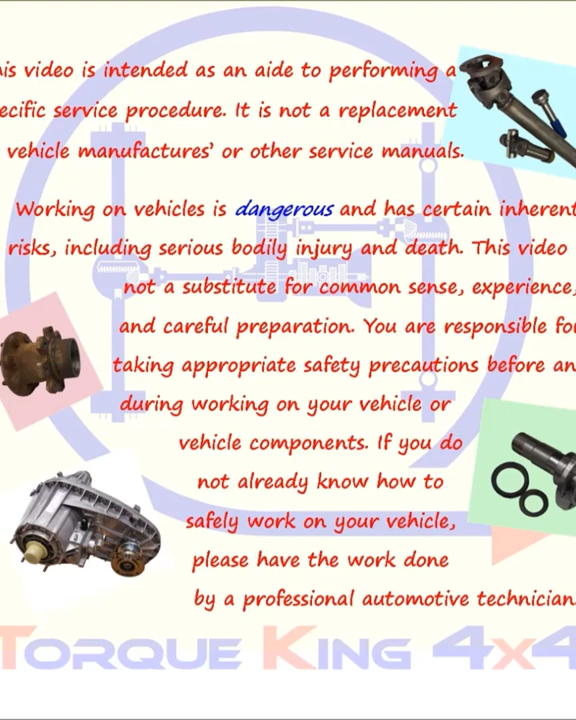 his video is intended as an aide to performing a
ecific service procedure. It is not a replacement
vehicle manufactures' or other service manuals.
Working on vehicles is dangerous and has certain inherent
risks, including serious bodily injury and death. This video
not a substitute for common sense, experience,
and careful preparation. You are responsible for
taking appropriate safety precautions before an
during working on your vehicle or
vehicle components. If you do
not already know how to
safely work on your vehicle,
please have the work done
by a professional automotive technician
TORQUE KING 4x4